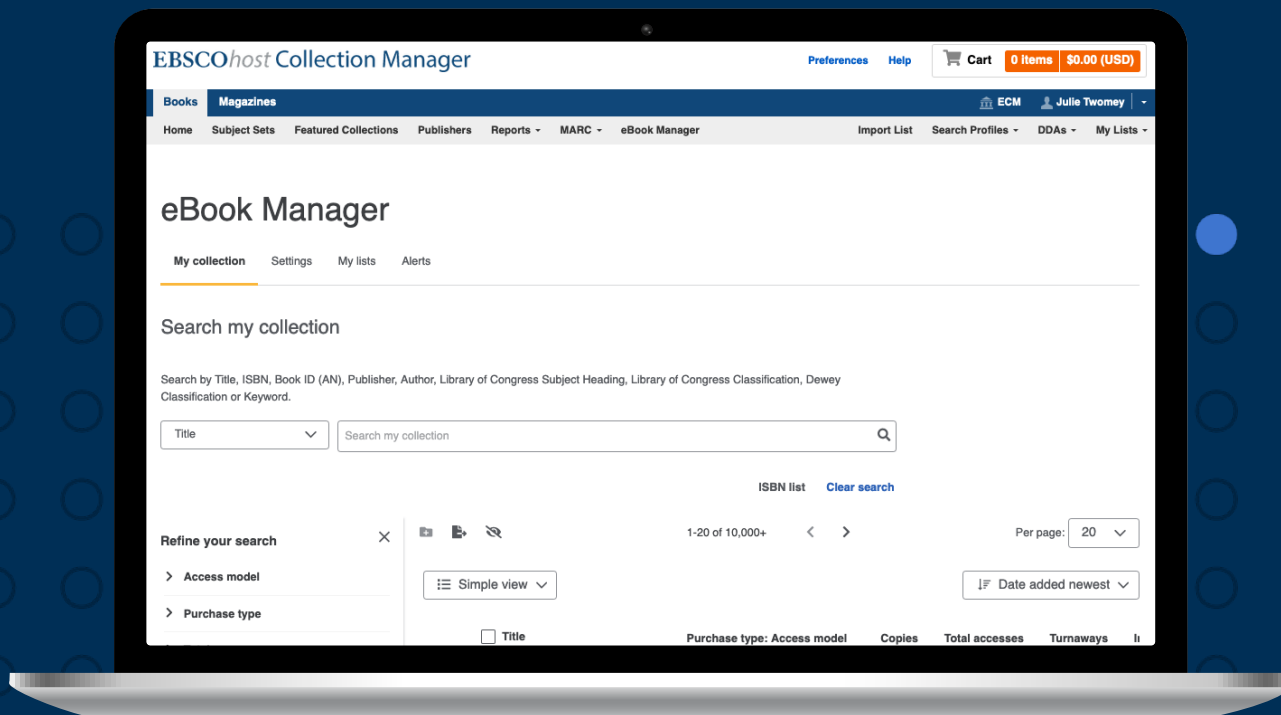 EBSCOhost Collection Manager
Preferences Help Cart 0 items $0.00 (USD)
Books Magazines ECM Julie Twomey
Home Subject Sets Featured Collections Publishers Reports MARC eBook Manager Import List Search Profiles DDAs My Lists
eBook Manager
My collection Settings My lists Alerts
Search my collection
Search by Title, ISBN, Book ID (AN), Publisher, Author, Library of Congress Subject Heading, Library of Congress Classification, Dewey
Classification or Keyword.
Title Search my collection
ISBN list Clear search
Refine your search 1-20 of 10,000+ Per page: 20
Access model Simple view Date added newest
Purchase type
Title Purchase type: Access model Copies Total accesses Turnaways